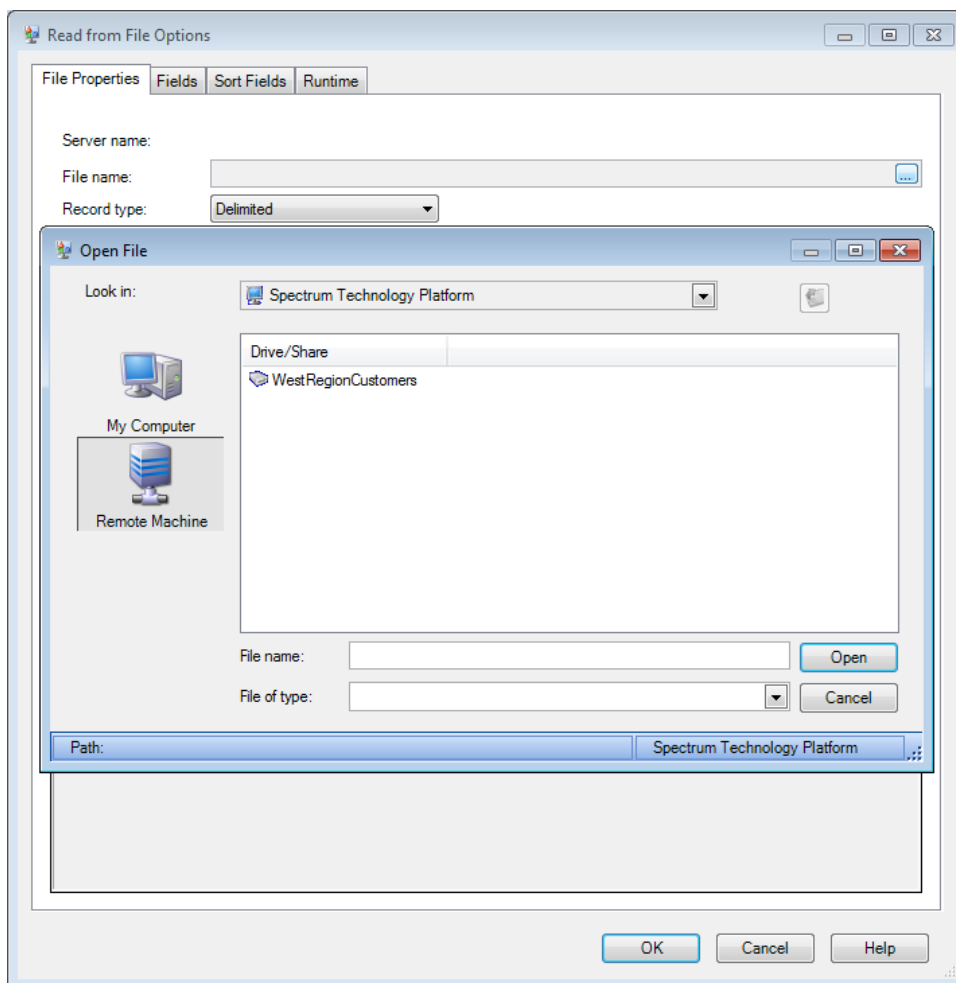 Read from File Options
File Properties Fields Sort Fields Runtime
Server name:
File name: ...
Record type: Delimited
Open File
Look in: Spectrum Technology Platform
Drive/Share
WestRegionCustomers
My Computer
Remote Machine
File name: Open
File of type: Cancel
Path: Spectrum Technology Platform
OK Cancel Help